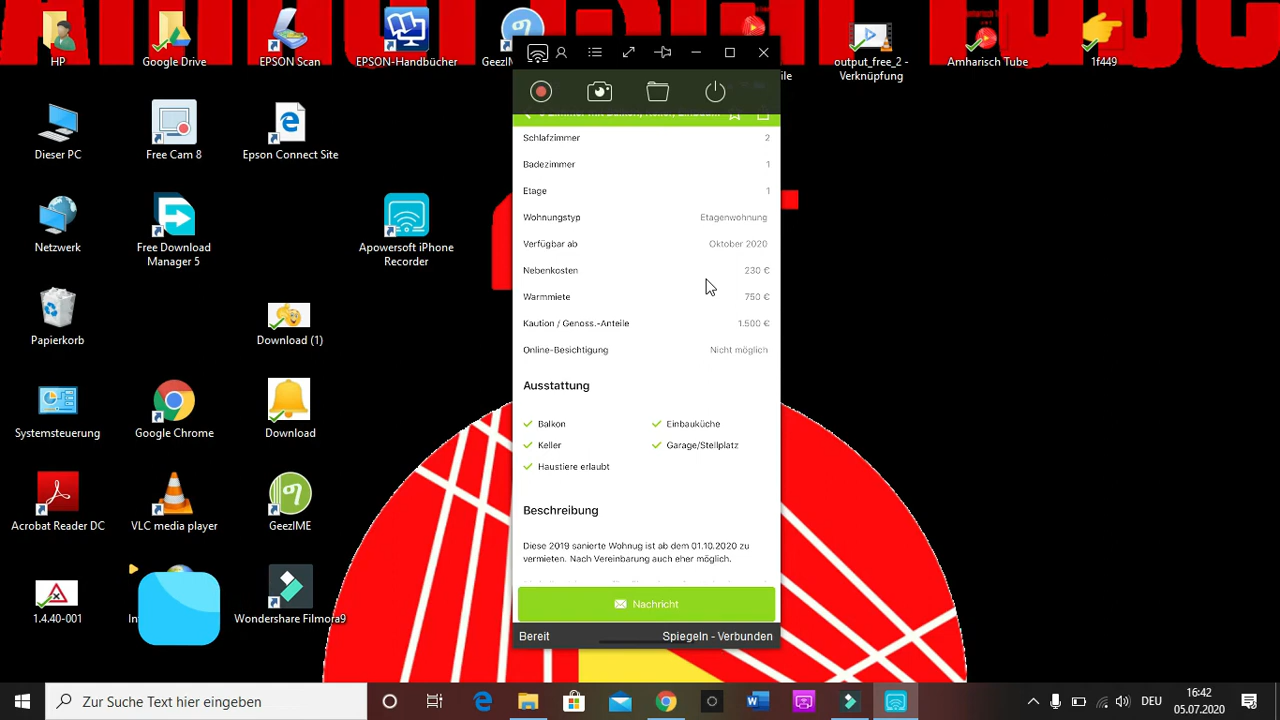 HP
Google Drive
EPSON Scan
EPSON-Handbücher
output_free_2 -
Verknüpfung
Amharisch Tube
1f449
Dieser PC
Free Cam 8
Epson Connect Site
Schlafzimmer 2
Badezimmer 1
Etage 1
Wohnungstyp Etagenwohnung
Verfügbar ab Oktober 2020
Nebenkosten 230 €
Warmmiete 750 €
Kaution / Genoss.-Anteile 1.500 €
Online-Besichtigung Nicht möglich
Ausstattung
Balkon Einbauküche
Keller Garage/Stellplatz
Haustiere erlaubt
Beschreibung
Diese 2019 sanierte Wohnug ist ab dem 01.10.2020 zu
vermieten. Nach Vereinbarung auch eher möglich.
Nachricht
Bereit Spiegeln - Verbunden
Netzwerk
Free Download
Manager 5
Apowersoft iPhone
Recorder
Papierkorb
Download (1)
Systemsteuerung
Google Chrome
Download
Acrobat Reader DC
VLC media player
GeezIME
1.4.40-001
Wondershare Filmora9
Zur Suche Text hier eingeben
DEU
16:42
05.07.2020